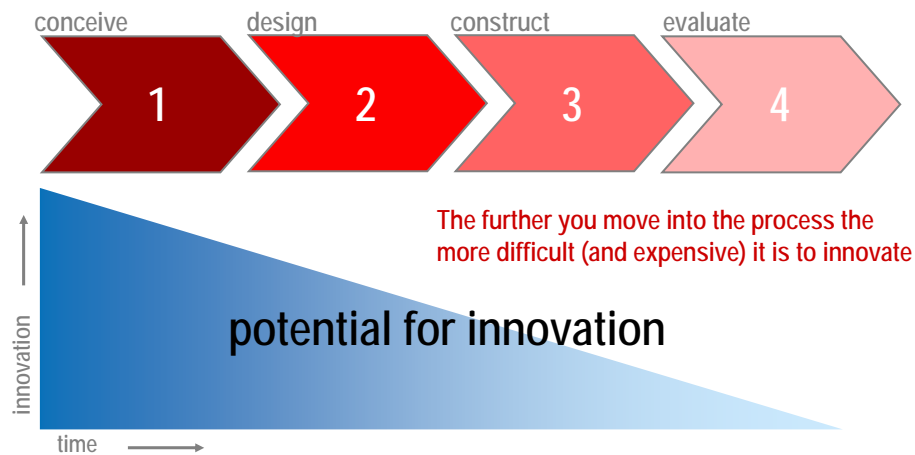 conceive
design
construct
evaluate
1
2
3
4
The further you move into the process the
more difficult (and expensive) it is to innovate
innovation
potential for innovation
time